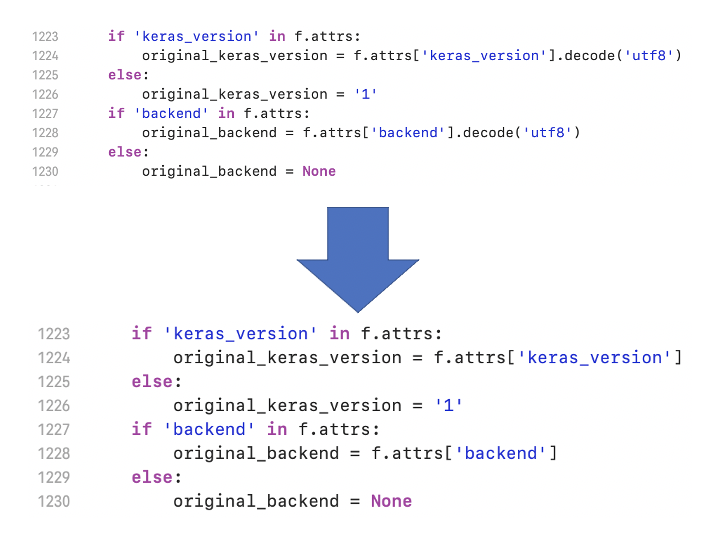 1223 if 'keras_version' in f.attrs:
1224 original_keras_version = f.attrs['keras_version'].decode('utf8')
1225 else:
1226 original_keras_version = '1'
1227 if 'backend' in f.attrs:
1228 original_backend = f.attrs['backend'].decode('utf8')
1229 else:
1230 original_backend = None
1223 if 'keras_version' in f.attrs:
1224 original_keras_version = f.attrs['keras_version']
1225 else:
1226 original_keras_version = '1'
1227 if 'backend' in f.attrs:
1228 original_backend = f.attrs['backend']
1229 else:
1230 original_backend = None